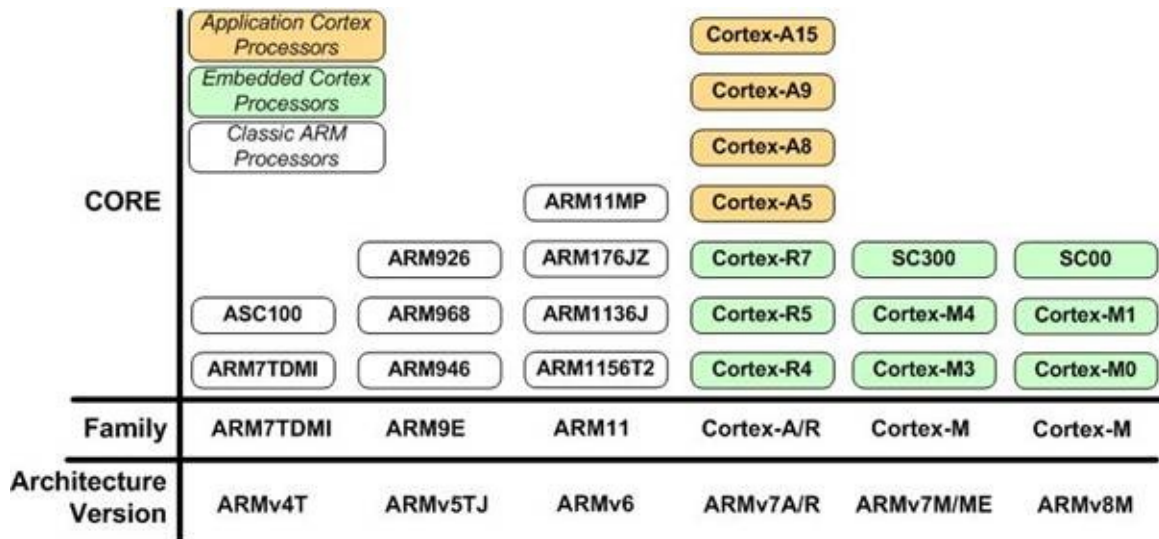 Application Cortex
Processors
Embedded Cortex
Processors
Classic ARM
Processors
Cortex-A15
Cortex-A9
Cortex-A8
CORE
ARM11MP
Cortex-A5
ARM926
ARM176JZ
Cortex-R7
SC300
SC00
ASC100
ARM968
ARM1136J
Cortex-R5
Cortex-M4
Cortex-M1
ARM7TDMI
ARM946
ARM1156T2
Cortex-R4
Cortex-M3
Cortex-M0
Family
ARM7TDMI
ARM9E
ARM11
Cortex-A/R
Cortex-M
Cortex-M
Architecture
Version
ARMv4T
ARMv5TJ
ARMv6
ARMv7A/R
ARMv7M/ME
ARMv8M